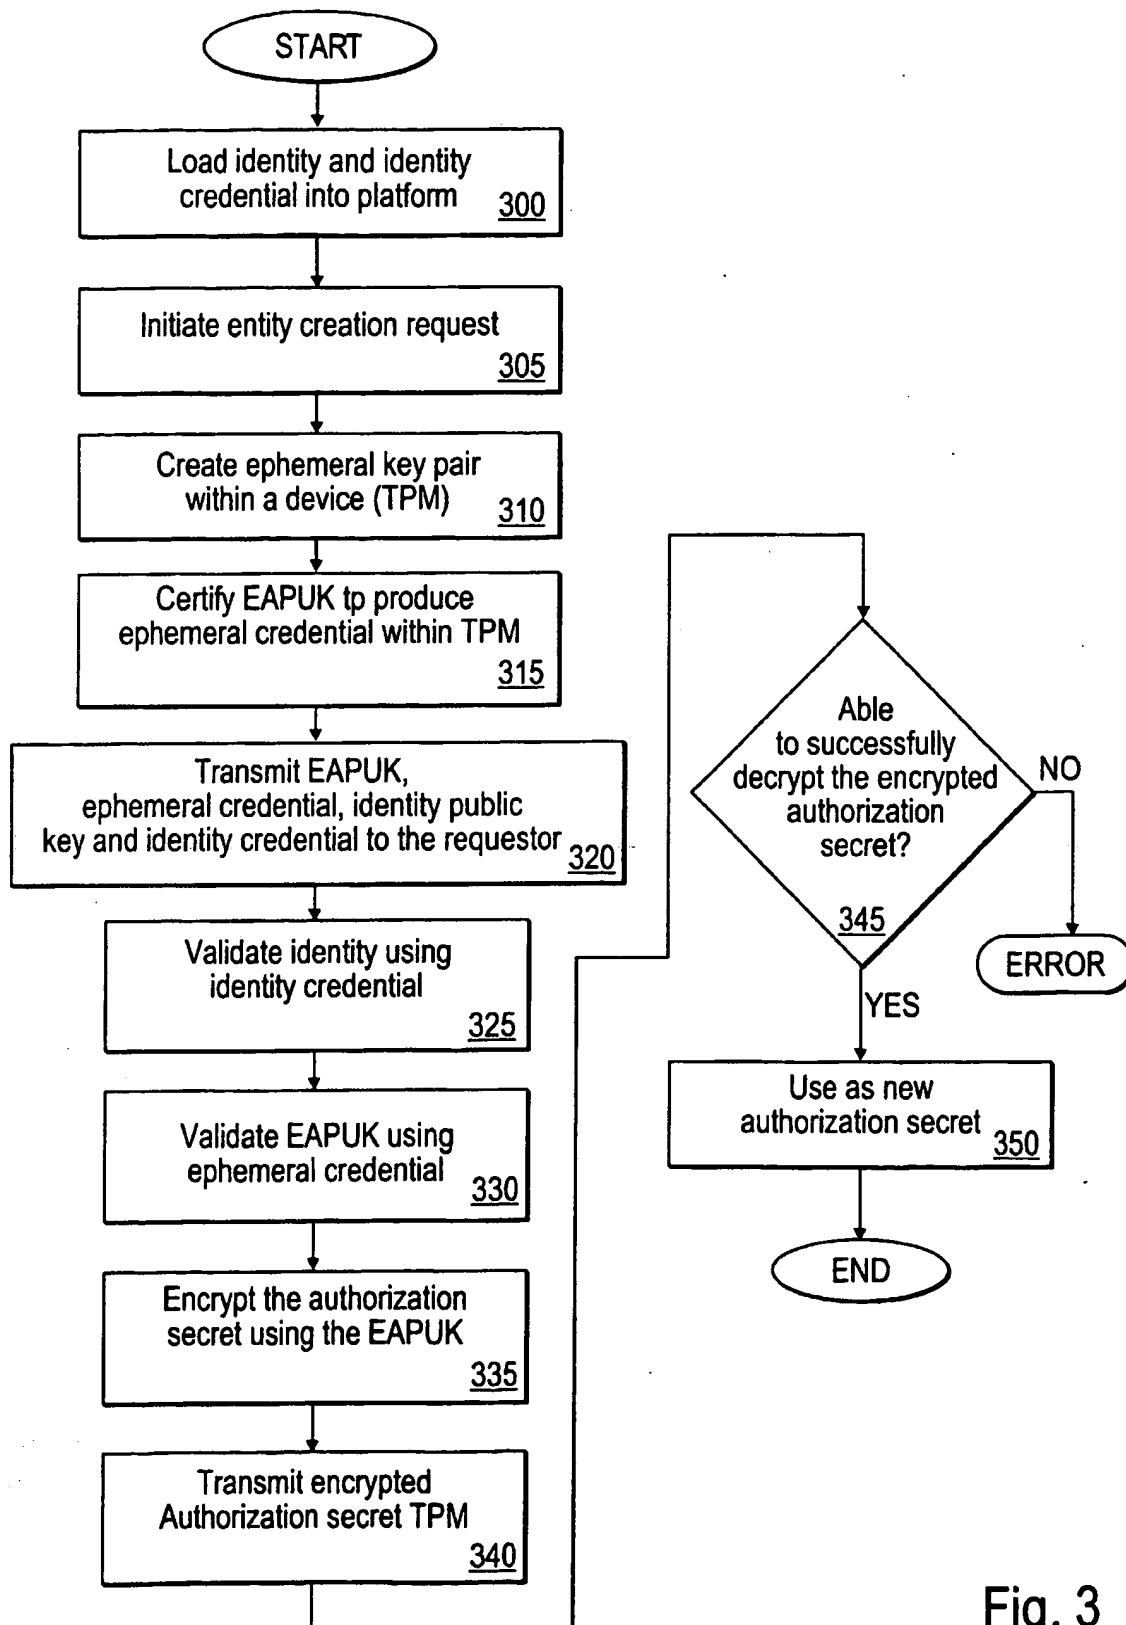 START
Load identity and identity
credential into platform
300
Initiate entity creation request
305
Create ephemeral key pair
within a device (TPM)
310
Certify EAPUK tp produce
ephemeral credential within TPM
315
Transmit EAPUK,
ephemeral credential, identity public
key and identity credential to the requestor
320
Validate identity using
identity credential
325
Validate EAPUK using
ephemeral credential
330
Encrypt the authorization
secret using the EAPUK
335
Transmit encrypted
Authorization secret TPM
340
Able
to successfully
decrypt the encrypted
authorization
secret?
345
NO
ERROR
YES
Use as new
authorization secret
350
END
Fig. 3